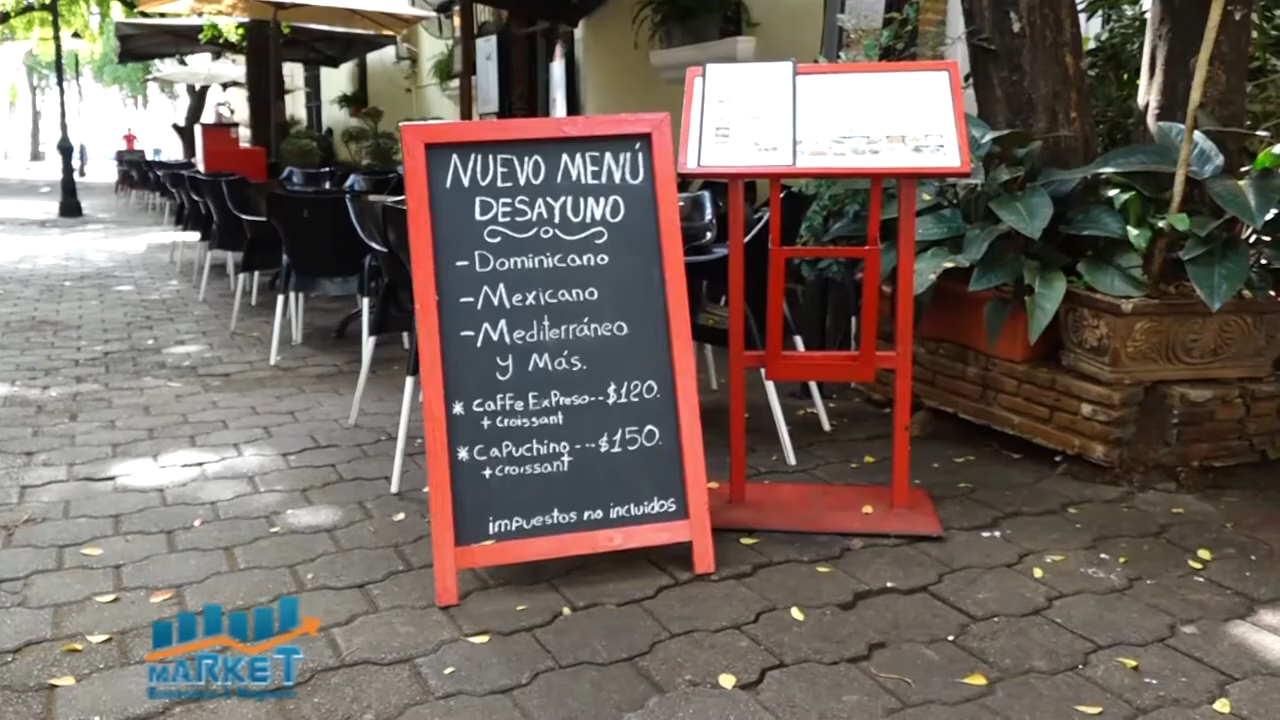 NUEVO MENÚ
DESAYUNO
- Dominicano
- Mexicano
- Mediterráneo
y Más.
* Caffe ExPreso--$120.
+ Croissant
* CaPuchino ---$150.
+croissant
impuestos no incluidos
MARKET